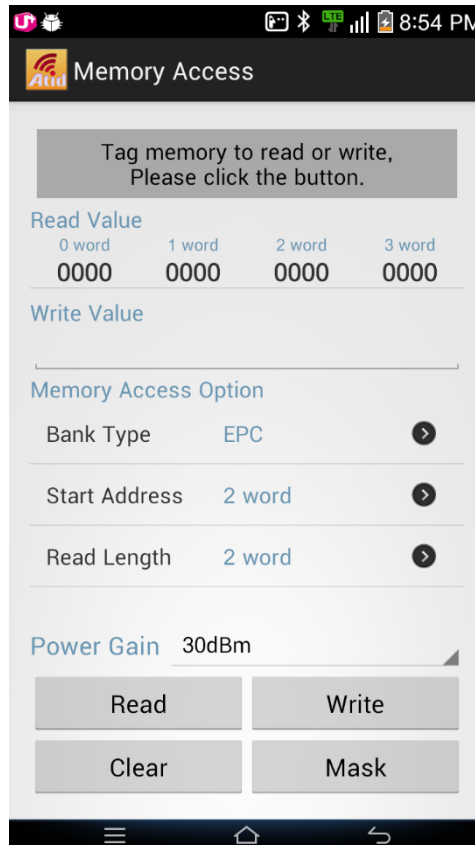 LTE 8:54 PM
Atid Memory Access
Tag memory to read or write,
Please click the button.
Read Value
0 word 1 word 2 word 3 word
0000 0000 0000 0000
Write Value
Memory Access Option
Bank Type EPC
Start Address 2 word
Read Length 2 word
Power Gain 30dBm
Read Write
Clear Mask